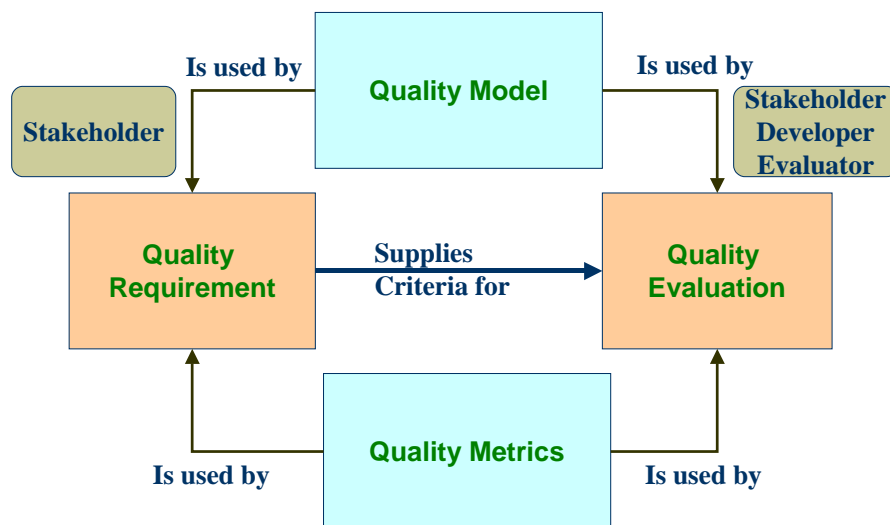 Is used by
Quality Model
Is used by
Stakeholder
Stakeholder
Developer
Evaluator
Quality
Requirement
Supplies
Criteria for
Quality
Evaluation
Quality Metrics
Is used by
Is used by